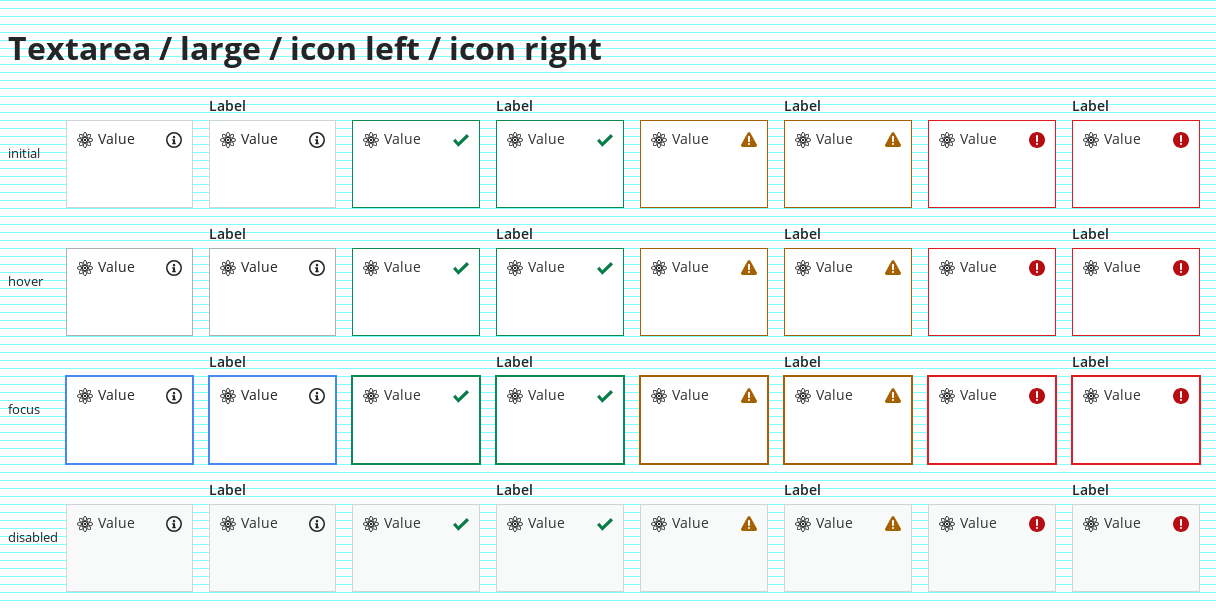 Textarea / large / icon left / icon right
Label Label Label Label
initial Value Value Value Value Value Value Value Value
Label Label Label Label
hover Value Value Value Value Value Value Value Value
Label Label Label Label
focus Value Value Value Value Value Value Value Value
Label Label Label Label
disabled Value Value Value Value Value Value Value Value